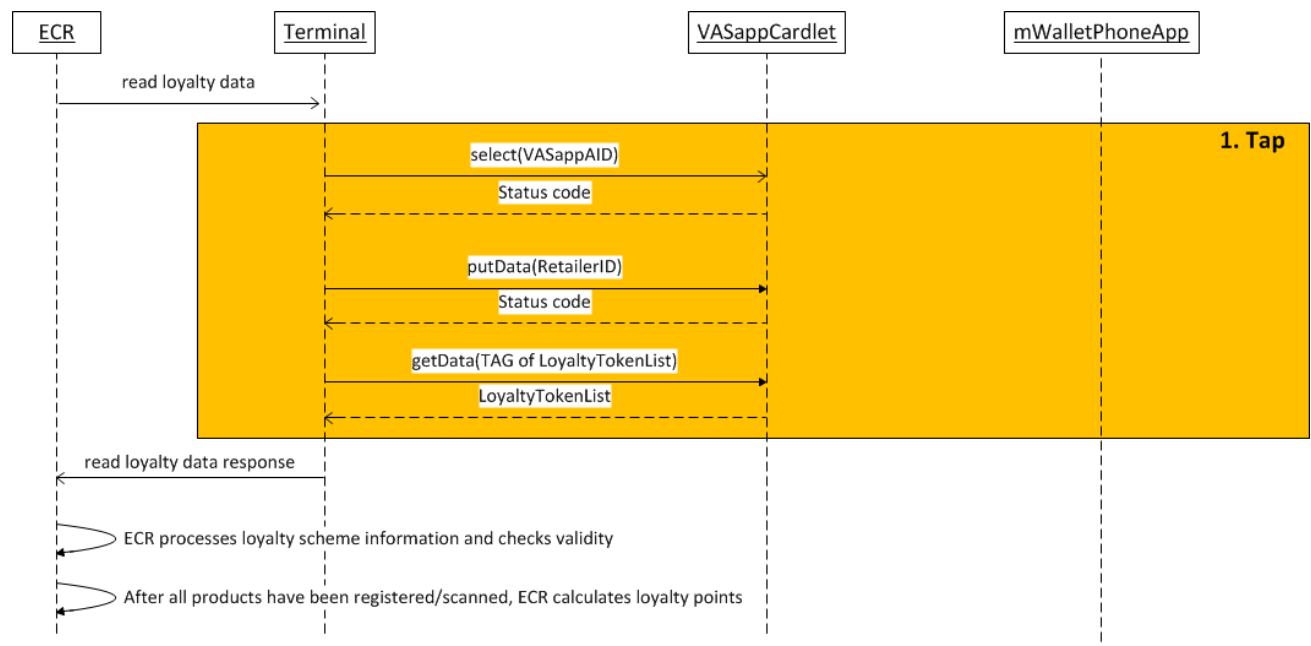 ECR
Terminal
VASappCardlet
mWalletPhoneApp
read loyalty data
1. Tap
select(VASappAID)
Status code
putData(RetailerID)
Status code
getData(TAG of LoyaltyTokenList)
LoyaltyTokenList
read loyalty data response
ECR processes loyalty scheme information and checks validity
After all products have been registered/scanned, ECR calculates loyalty points